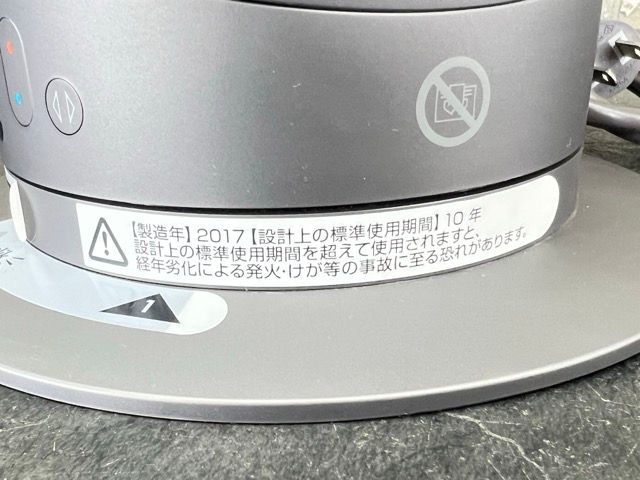 【製造年】2017【設計上の標準使用期間】10年
設計上の標準使用期間を超えて使用されますと、
経年劣化による発火・けが等の事故に至る恐れがあります。
1